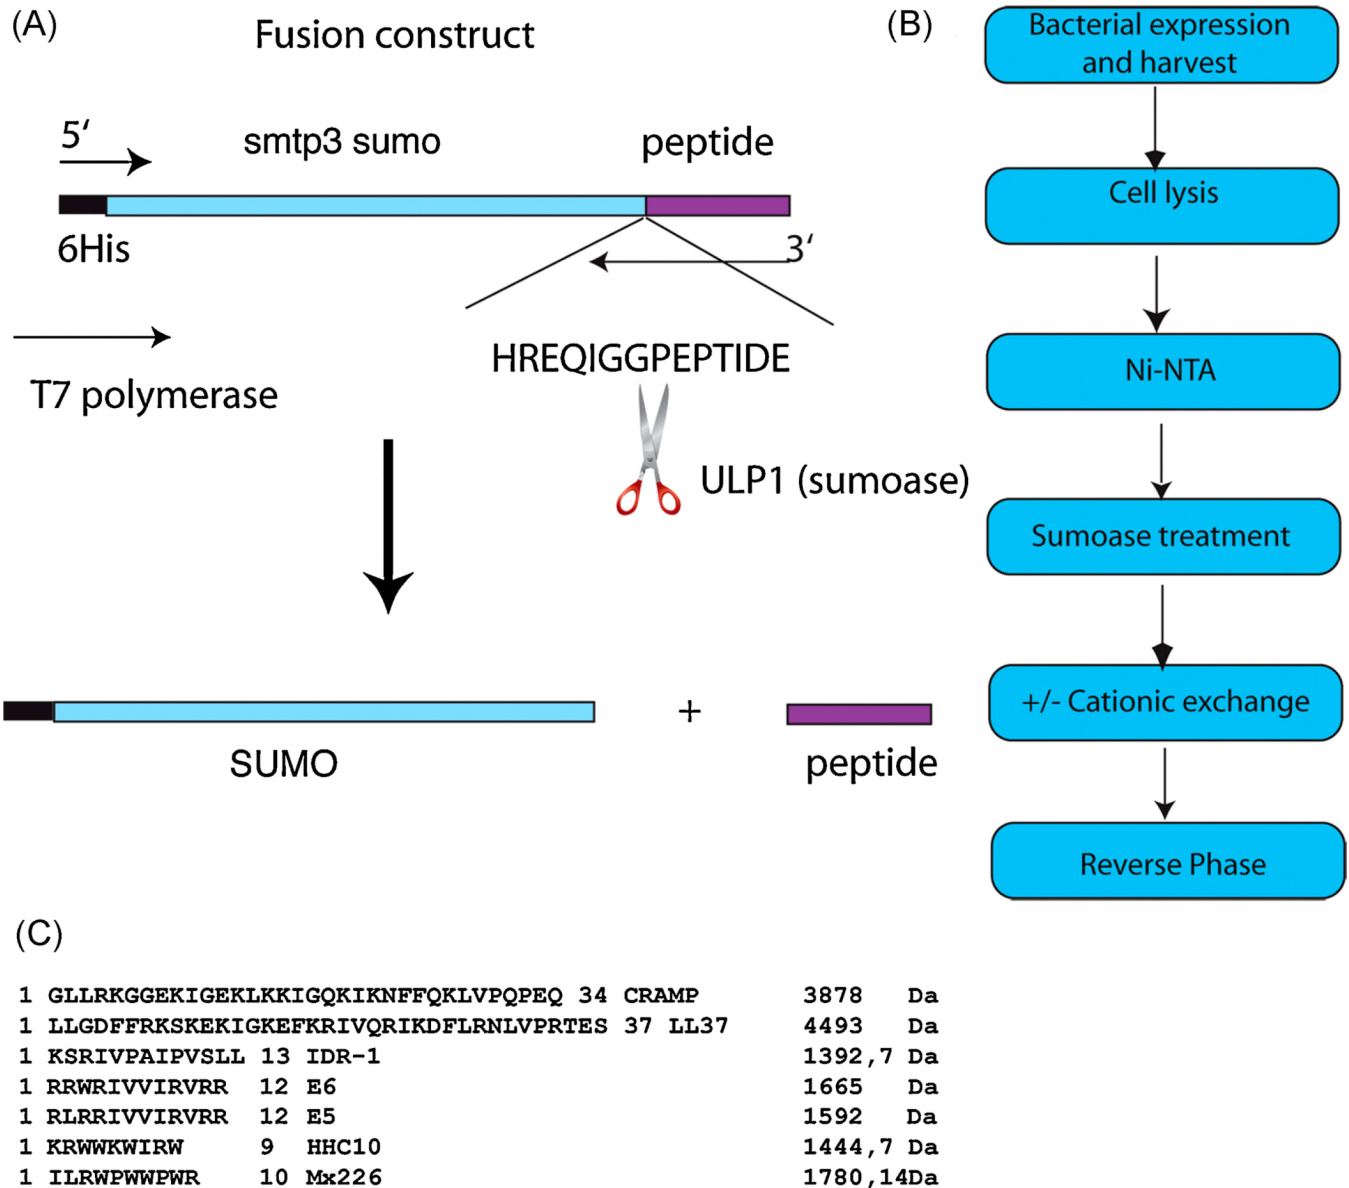 (A)
Fusion construct
5‘
smtp3 sumo
peptide
6His
3‘
T7 polymerase
HREQIGGPEPTIDE
ULP1 (sumoase)
SUMO
+
peptide
(B)
Bacterial expression
and harvest
Cell lysis
Ni-NTA
Sumoase treatment
+/- Cationic exchange
Reverse Phase
(C)
1 GLLRKGGEKIGEKLKKIGQKIKNFFQKLVPQPEQ 34 CRAMP 3878 Da
1 LLGDFFRKSKEKIGKEFKRIVQRIKDFLRNLVPRTES 37 LL37 4493 Da
1 KSRIVPAIPVSLL 13 IDR-1 1392,7 Da
1 RRWRIVVIRVRR 12 E6 1665 Da
1 RLRRIVVIRVRR 12 E5 1592 Da
1 KRWWKWIRW 9 HHC10 1444,7 Da
1 ILRWPWWPWR 10 Mx226 1780,14Da